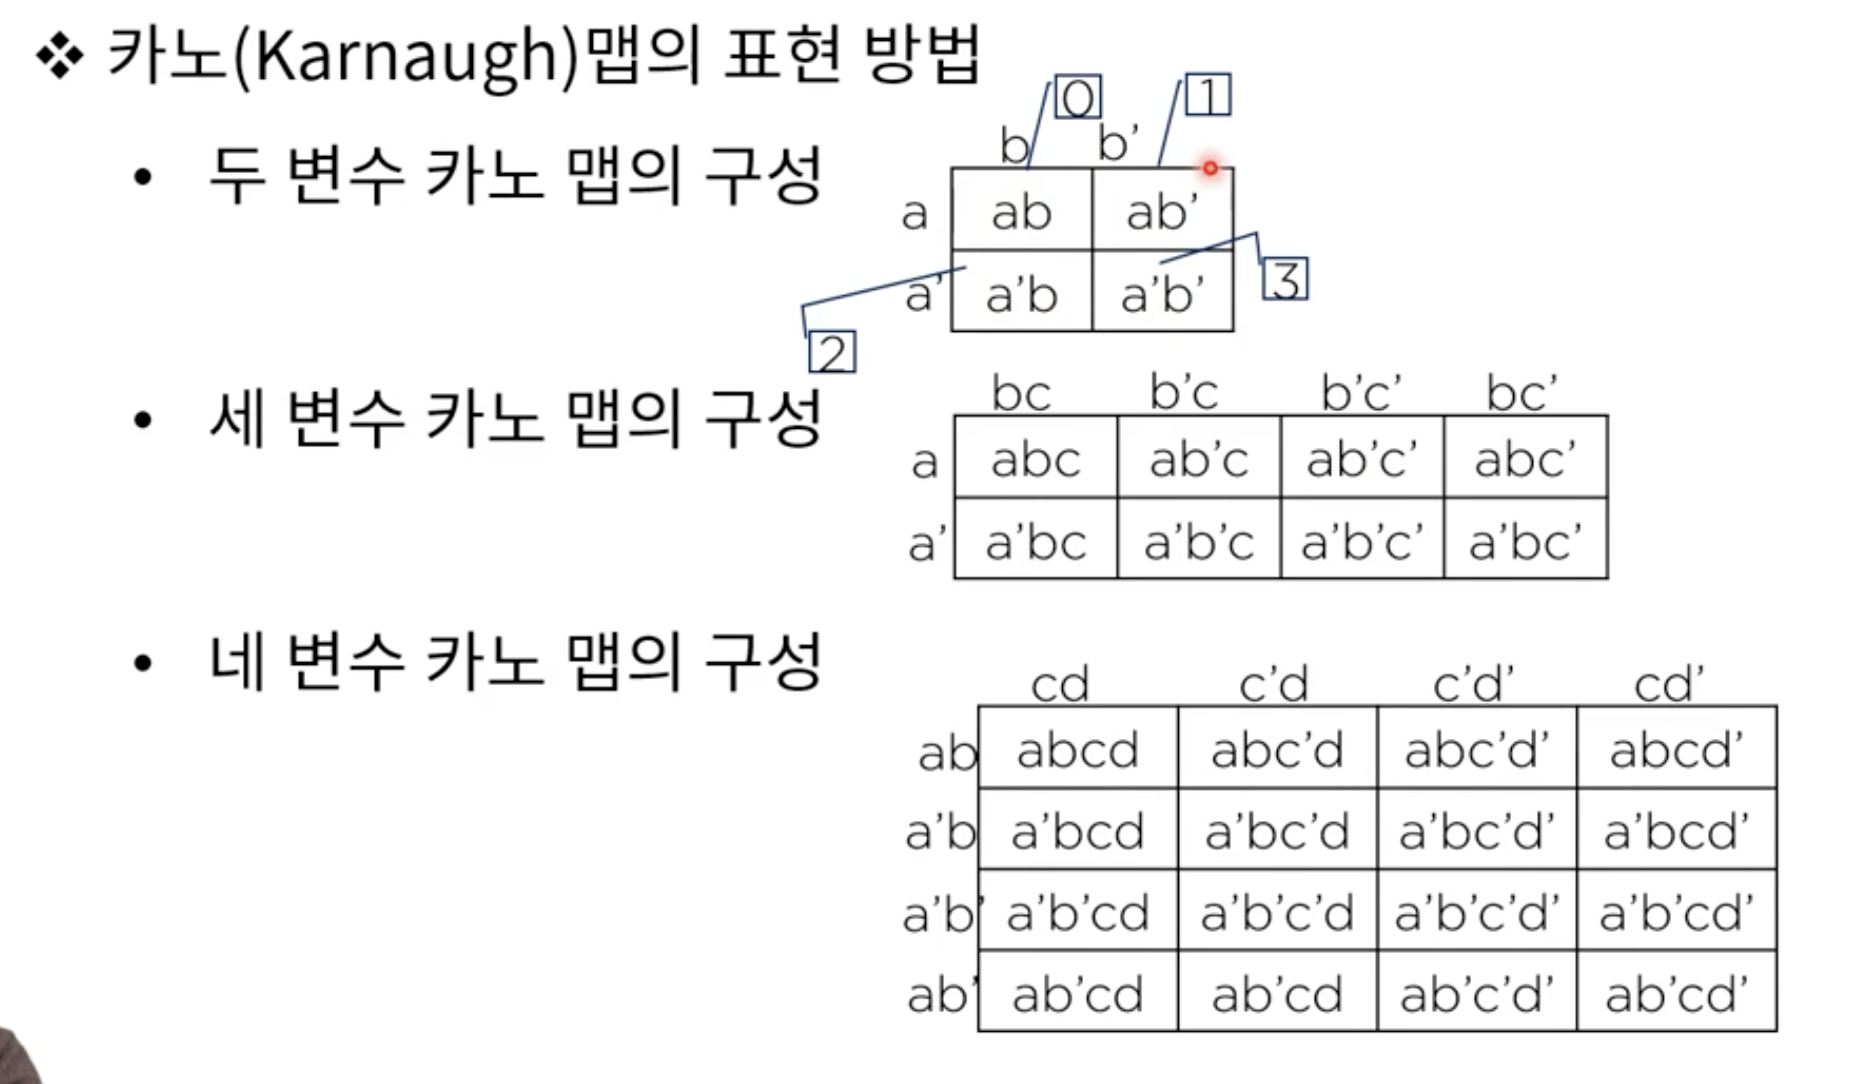 ❖ 카노(Karnaugh)맵의 표현 방법
• 두 변수 카노 맵의 구성
0 1
b b’
a ab ab’
a’ a’b a’b’
3
2
• 세 변수 카노 맵의 구성
bc b’c b’c’ bc’
a abc ab’c ab’c’ abc’
a’ a’bc a’b’c a’b’c’ a’bc’
• 네 변수 카노 맵의 구성
cd c’d c’d’ cd’
ab abcd abc’d abc’d’ abcd’
a’b a’bcd a’bc’d a’bc’d’ a’bcd’
a’b’ a’b’cd a’b’c’d a’b’c’d’ a’b’cd’
ab’ ab’cd ab’cd ab’c’d’ ab’cd’